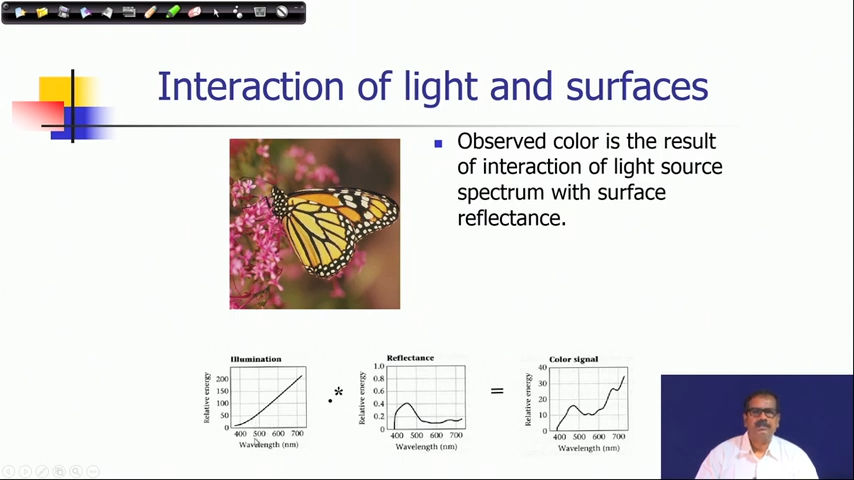 Interaction of light and surfaces
Observed color is the result
of interaction of light source
spectrum with surface
reflectance.
Illumination
Relative energy
200
150
100
50
0
400 500 600 700
Wavelength (nm)
.*
Reflectance
Relative energy
1.0
0.8
0.6
0.4
0.2
0
400 500 600 700
Wavelength (nm)
=
Color signal
Relative energy
40
30
20
10
0
400 500 600 700
Wavelength (nm)